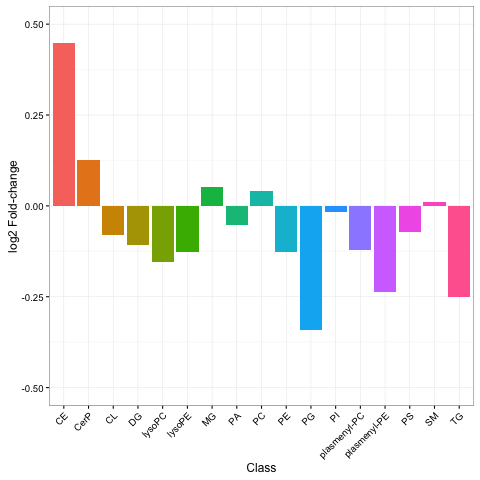 log2 Fold-change
0.50
0.25
0.00
-0.25
-0.50
CE CerP CL DG lysoPC lysoPE MG PA PC PE PG PI plasmenyl-PC plasmenyl-PE PS SM TG
Class